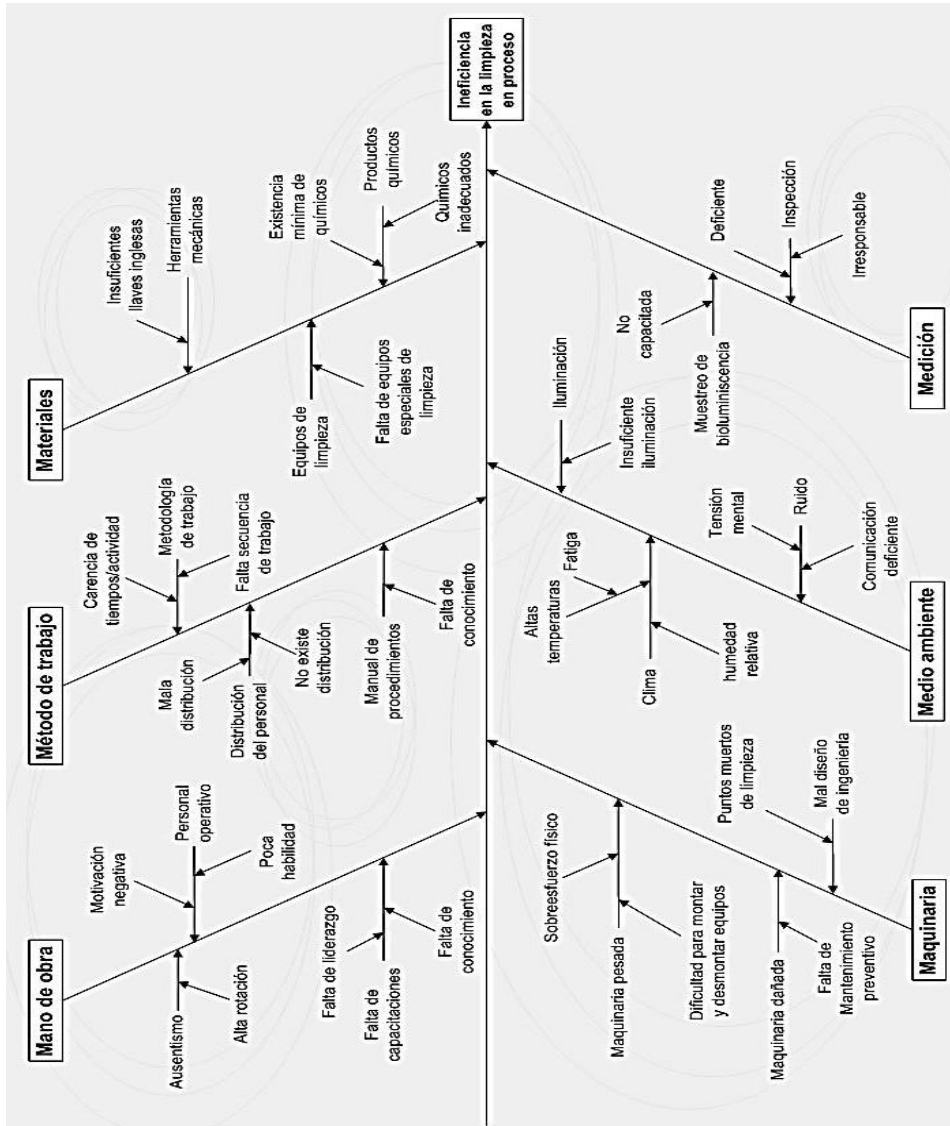 Mano de obra
Motivación
negativa
Personal
operativo
Poca
habilidad
Ausentismo
Alta rotación
Falta de liderazgo
Falta de
capacitaciones
Falta de
conocimiento
Método de trabajo
Carencia de
tiempos/actividad
Metodología
de trabajo
Falta secuencia
de trabajo
Mala
distribución
Distribución
del personal
No existe
distribución
Manual de
procedimientos
Falta de
conocimiento
Materiales
Insuficientes
llaves inglesas
Herramientas
mecánicas
Equipos de
limpieza
Falta de equipos
especiales de
limpieza
Existencia
mínima de
químicos
Productos
químicos
Químicos
inadecuados
Ineficiencia
en la limpieza
en proceso
Sobreesfuerzo físico
Maquinaria pesada
Dificultad para montar
y desmontar equipos
Puntos muertos
de limpieza
Mal diseño
de ingeniería
Maquinaria dañada
Falta de
Mantenimiento
preventivo
Maquinaria
Iluminación
Insuficiente
iluminación
Altas
temperaturas
Fatiga
Clima
humedad
relativa
Tensión
mental
Ruido
Comunicación
deficiente
Medio ambiente
No
capacitada
Muestreo de
bioluminiscencia
Deficiente
Inspección
Irresponsable
Medición